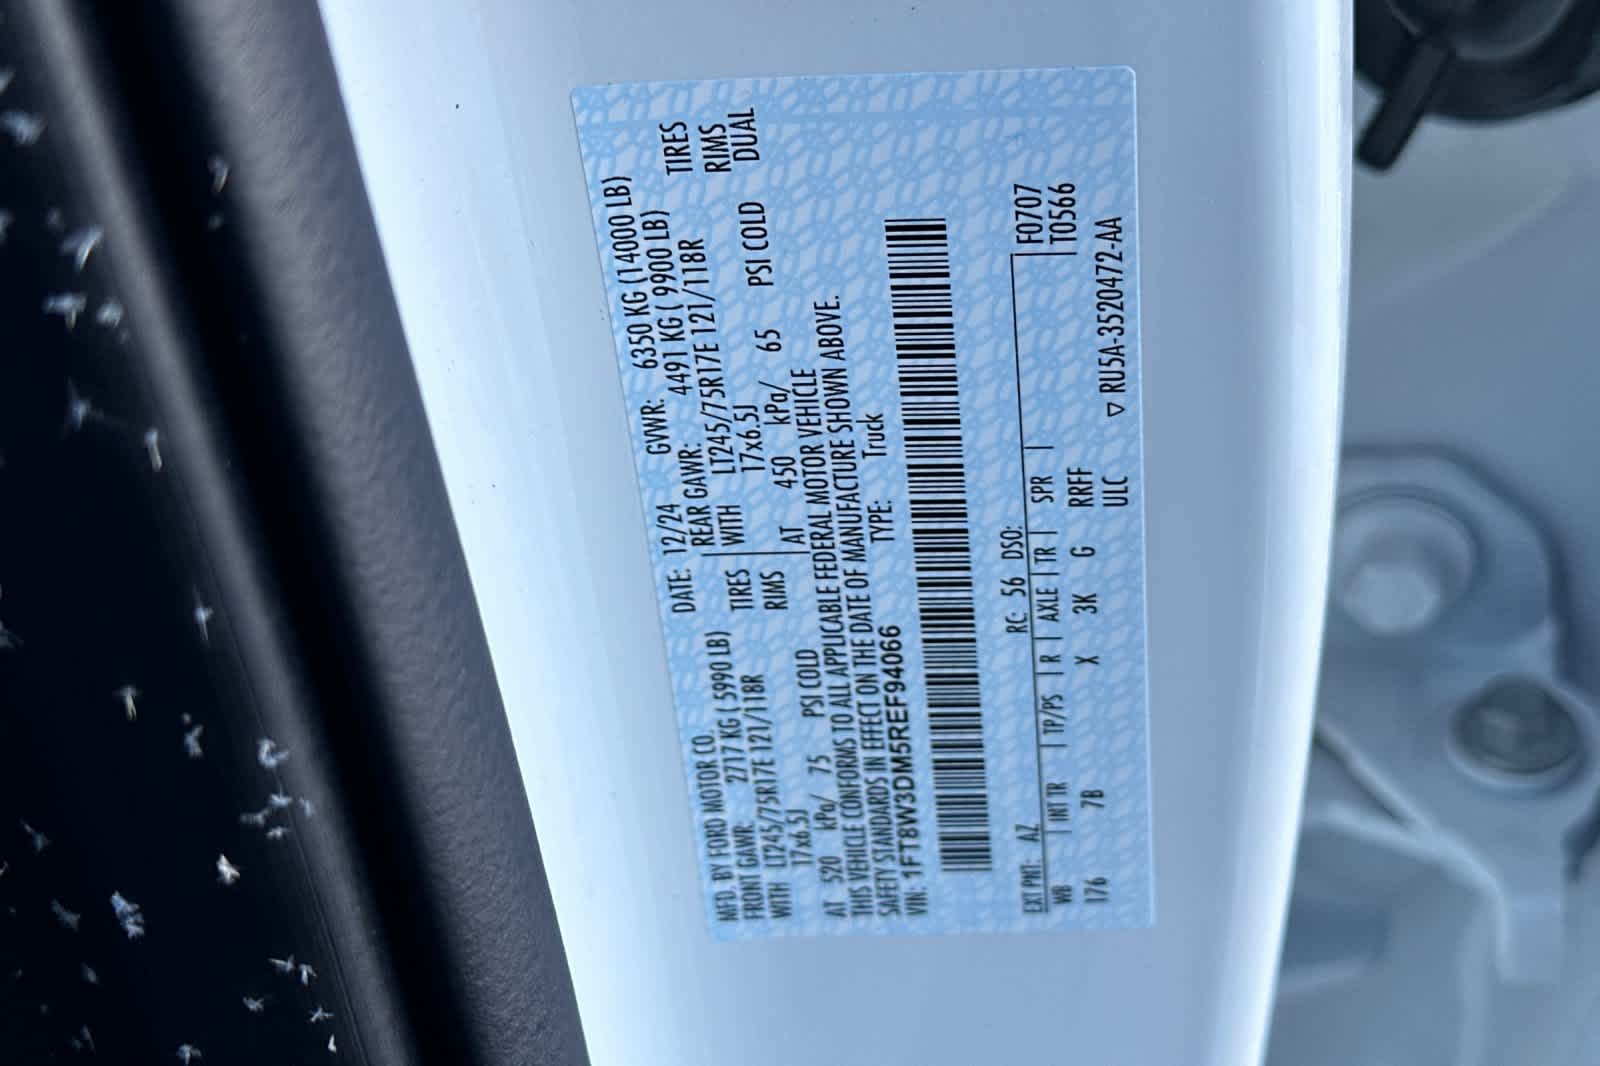 MFD. BY FORD MOTOR CO. DATE: 12/24 GVWR: 6350 KG (14000 LB)
FRONT GAWR: 2717 KG ( 5990 LB) REAR GAWR: 4491 KG ( 9900 LB)
WITH LT245/75R17E 121/118R TIRES WITH LT245/75R17E 121/118R TIRES
17x6.5J RIMS 17x6.5J RIMS
AT 520 kPa/ 75 PSI COLD AT 450 kPa/ 65 PSI COLD DUAL
THIS VEHICLE CONFORMS TO ALL APPLICABLE FEDERAL MOTOR VEHICLE
SAFETY STANDARDS IN EFFECT ON THE DATE OF MANUFACTURE SHOWN ABOVE.
VIN: 1FT8W3DM5REF94066 TYPE: Truck
EXT PNT: AZ RC: 56 DSO: F0707
WB INT TR TP/PS R AXLE TR SPR T0566
176 7B X 3K G RRFF
ULC ▽ RU5A-3520472-AA